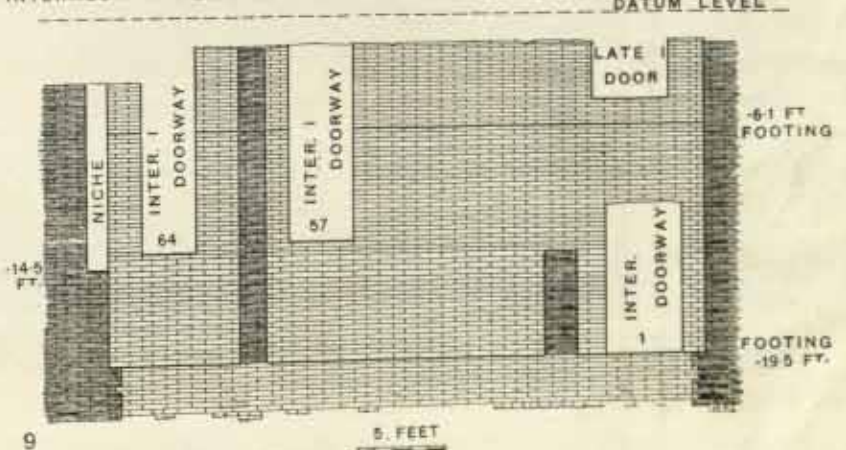 DATUM LEVEL
NICHE
INTER. I
DOORWAY
64
INTER. I
DOORWAY
57
LATE I
DOOR
-6·1 FT
FOOTING
INTER.
DOORWAY
1
-14·5
FT.
FOOTING
-19·5 FT.
5. FEET
9